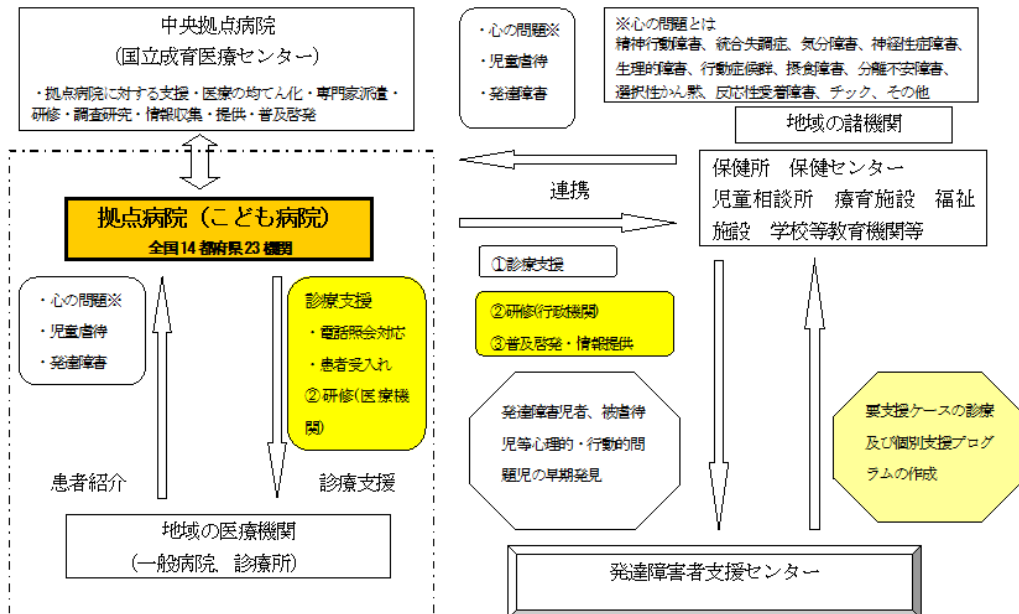 中央拠点病院
(国立成育医療センター)
・拠点病院に対する支援・医療の均てん化・専門家派遣・
研修・調査研究・情報収集・提供・普及啓発
・心の問題※
・児童虐待
・発達障害
※心の問題とは
精神行動障害、統合失調症、気分障害、神経性症障害、
生理的障害、行動症候群、摂食障害、分離不安障害、
選択性かん黙、反応性愛着障害、チック、その他
地域の諸機関
保健所　保健センター
児童相談所　療育施設　福祉
施設　学校等教育機関等
連携
拠点病院（こども病院）
全国14都府県23機関
①診療支援
②研修(行政機関)
③普及啓発・情報提供
・心の問題※
・児童虐待
・発達障害
診療支援
・電話照会対応
・患者受入れ
②研修(医療機
関)
患者紹介
診療支援
地域の医療機関
(一般病院、診療所)
発達障害児者、被虐待
児等心理的・行動的問
題児の早期発見
要支援ケースの診療
及び個別支援プログ
ラムの作成
発達障害者支援センター